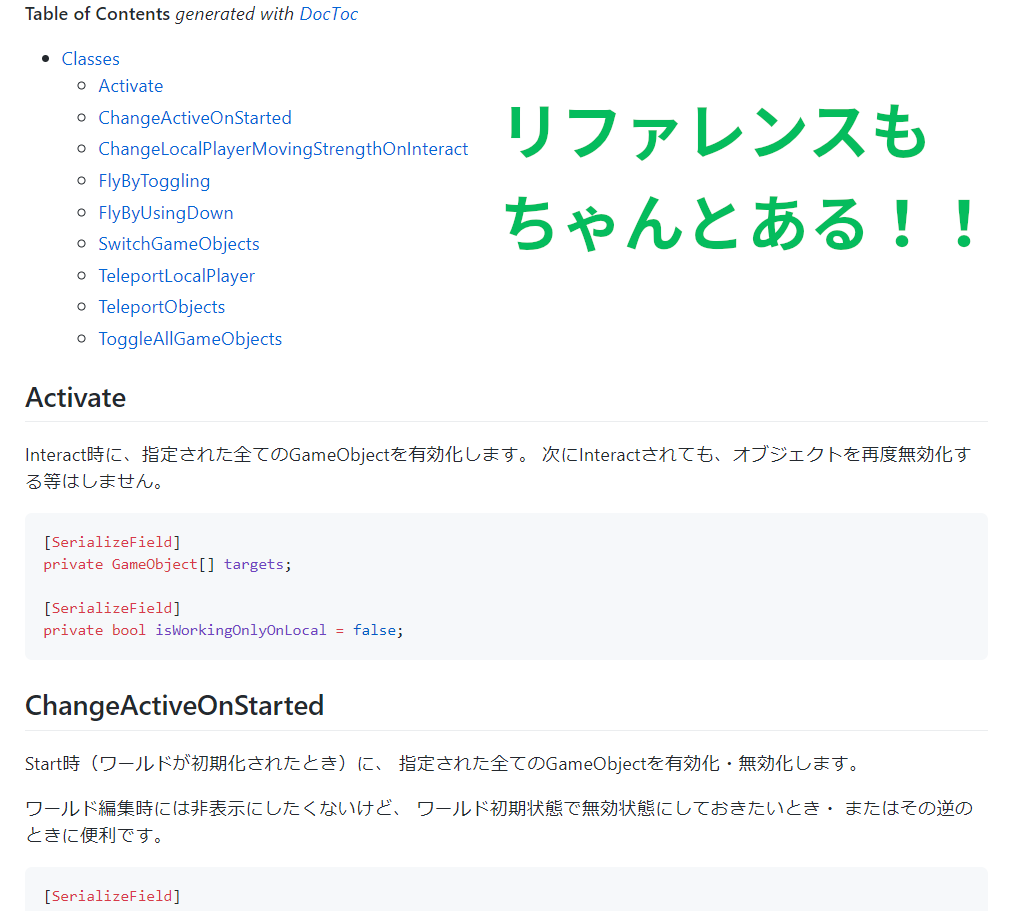 Table of Contents generated with DocToc
Classes
Activate
ChangeActiveOnStarted
ChangeLocalPlayerMovingStrengthOnInteract
FlyByToggling
FlyByUsingDown
SwitchGameObjects
TeleportLocalPlayer
TeleportObjects
ToggleAllGameObjects
リファレンスも
ちゃんとある！！
Activate
Interact時に、指定された全てのGameObjectを有効化します。 次にInteractされても、オブジェクトを再度無効化す
る等はしません。
[SerializeField]
private GameObject[] targets;
[SerializeField]
private bool isWorkingOnlyOnLocal = false;
ChangeActiveOnStarted
Start時（ワールドが初期化されたとき）に、 指定された全てのGameObjectを有効化・無効化します。
ワールド編集時には非表示にしたくないけど、 ワールド初期状態で無効状態にしておきたいとき・ またはその逆の
ときに便利です。
[SerializeField]